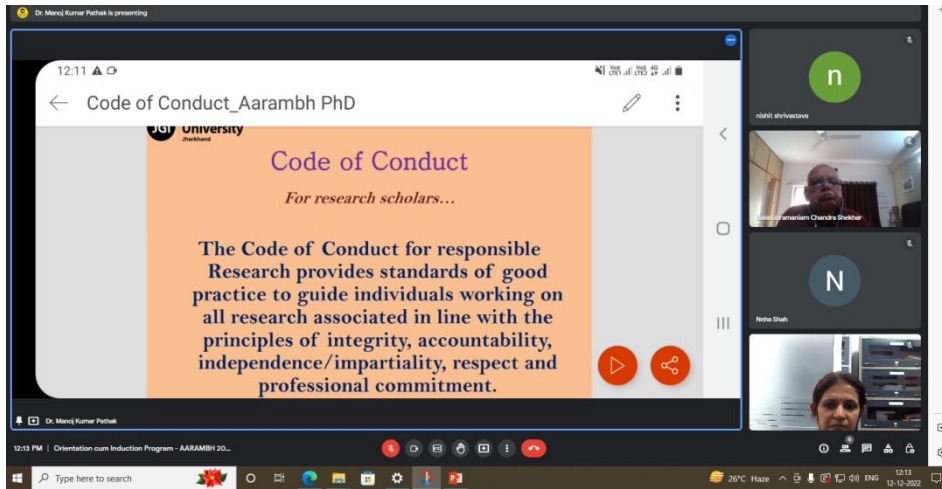 Dr. Manoj Kumar Pathak is presenting
12:11
Code of Conduct_Aarambh PhD
JGI University
Jharkhand
Code of Conduct
For research scholars…
The Code of Conduct for responsible
Research provides standards of good
practice to guide individuals working on
all research associated in line with the
principles of integrity, accountability,
independence/impartiality, respect and
professional commitment.
Dr. Manoj Kumar Pathak
n
nishit shrivastava
Chandra Shekhar
N
Neha Shah
12:13 PM | Orientation cum Induction Program - AARAMBH 20...
Type here to search
26°C Haze
ENG
12:13
12-12-2022